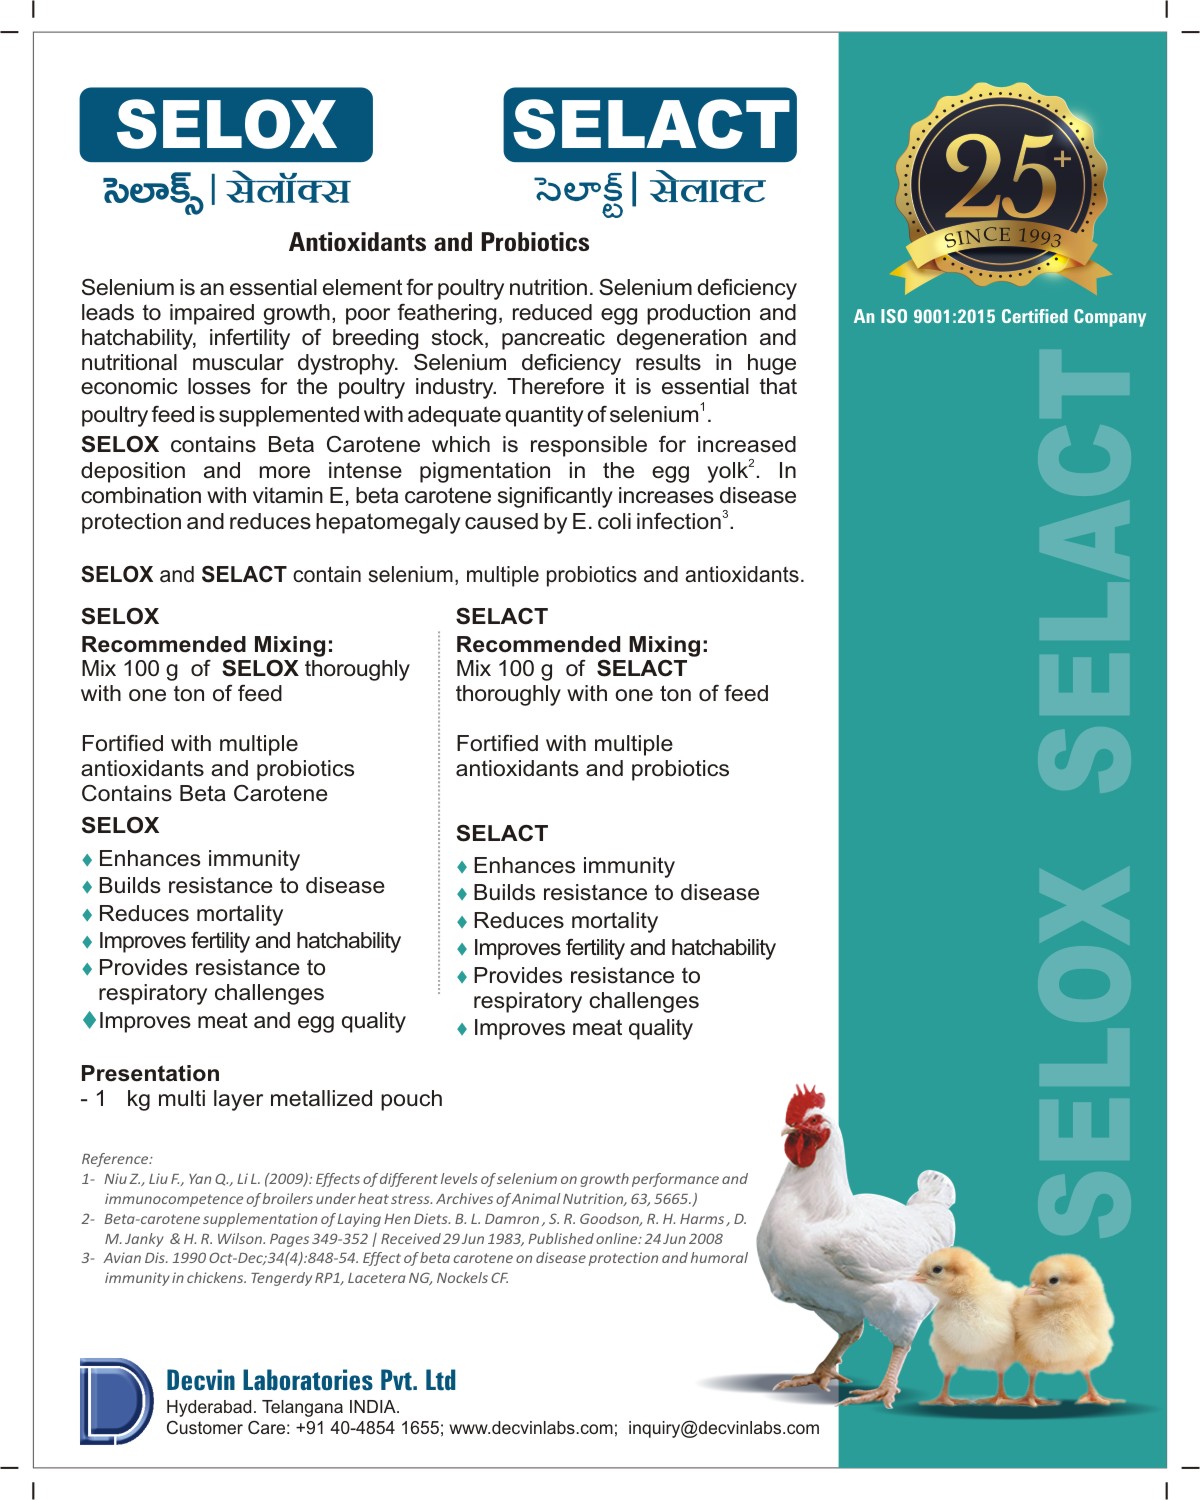 SELOX
సెలాక్స్ | सेलॉक्स
SELACT
సెలాక్ట్ | सेलाक्ट
Antioxidants and Probiotics
Selenium is an essential element for poultry nutrition. Selenium deficiency
leads to impaired growth, poor feathering, reduced egg production and
hatchability, infertility of breeding stock, pancreatic degeneration and
nutritional muscular dystrophy. Selenium deficiency results in huge
economic losses for the poultry industry. Therefore it is essential that
poultry feed is supplemented with adequate quantity of selenium¹.
SELOX contains Beta Carotene which is responsible for increased
deposition and more intense pigmentation in the egg yolk². In
combination with vitamin E, beta carotene significantly increases disease
protection and reduces hepatomegaly caused by E. coli infection³.
SELOX and SELACT contain selenium, multiple probiotics and antioxidants.
SELOX
Recommended Mixing:
Mix 100 g of SELOX thoroughly
with one ton of feed
Fortified with multiple
antioxidants and probiotics
Contains Beta Carotene
SELOX
♦ Enhances immunity
♦ Builds resistance to disease
♦ Reduces mortality
♦ Improves fertility and hatchability
♦ Provides resistance to
respiratory challenges
♦ Improves meat and egg quality
SELACT
Recommended Mixing:
Mix 100 g of SELACT
thoroughly with one ton of feed
Fortified with multiple
antioxidants and probiotics
SELACT
♦ Enhances immunity
♦ Builds resistance to disease
♦ Reduces mortality
♦ Improves fertility and hatchability
♦ Provides resistance to
respiratory challenges
♦ Improves meat quality
Presentation
- 1 kg multi layer metallized pouch
Reference:
1- Niu Z., Liu F., Yan Q., Li L. (2009): Effects of different levels of selenium on growth performance and
immunocompetence of broilers under heat stress. Archives of Animal Nutrition, 63, 5665.)
2- Beta-carotene supplementation of Laying Hen Diets. B. L. Damron , S. R. Goodson, R. H. Harms , D.
M. Janky & H. R. Wilson. Pages 349-352 | Received 29 Jun 1983, Published online: 24 Jun 2008
3- Avian Dis. 1990 Oct-Dec;34(4):848-54. Effect of beta carotene on disease protection and humoral
immunity in chickens. Tengerdy RP1, Lacetera NG, Nockels CF.
Decvin Laboratories Pvt. Ltd
Hyderabad. Telangana INDIA.
Customer Care: +91 40-4854 1655; www.decvinlabs.com; inquiry@decvinlabs.com
25+
SINCE 1993
An ISO 9001:2015 Certified Company
SELOX SELACT